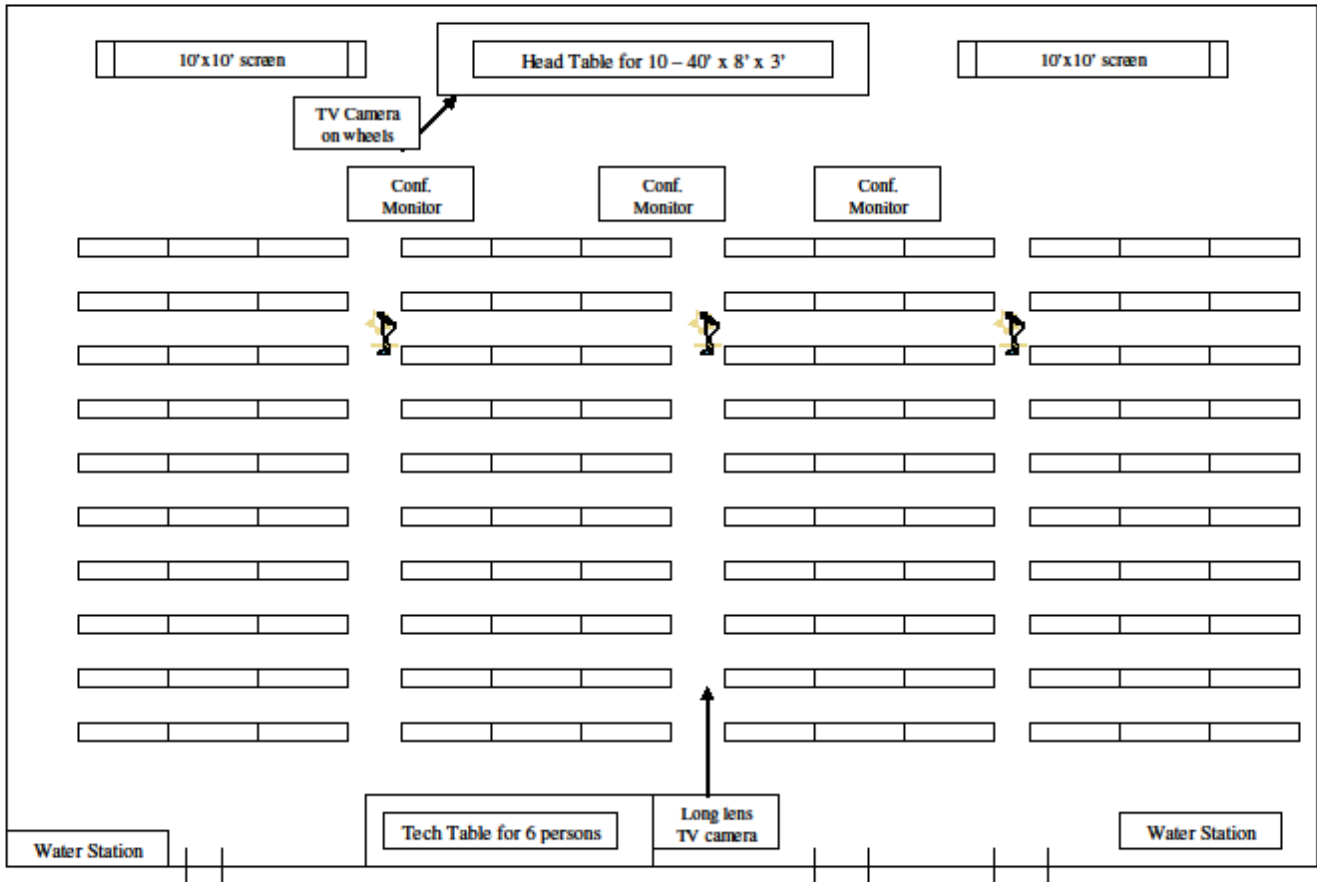 10'x10' screen
Head Table for 10 – 40' x 8' x 3'
10'x10' screen
TV Camera
on wheels
Conf.
Monitor
Conf.
Monitor
Conf.
Monitor
Tech Table for 6 persons
Long lens
TV camera
Water Station
Water Station